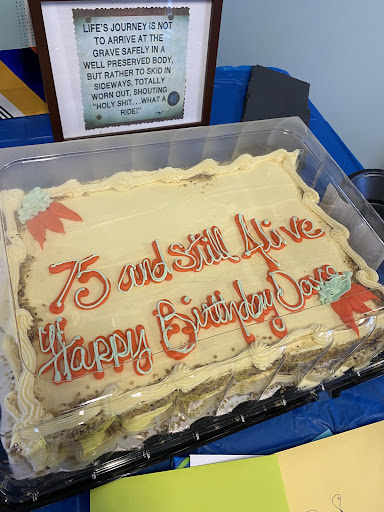 LIFE'S JOURNEY IS NOT
TO ARRIVE AT THE
GRAVE SAFELY IN A
WELL PRESERVED BODY,
BUT RATHER TO SKID IN
SIDEWAYS, TOTALLY
WORN OUT, SHOUTING
"HOLY SHIT. . .WHAT A
RIDE!"
75 and still Alive
Happy Birthday Dave